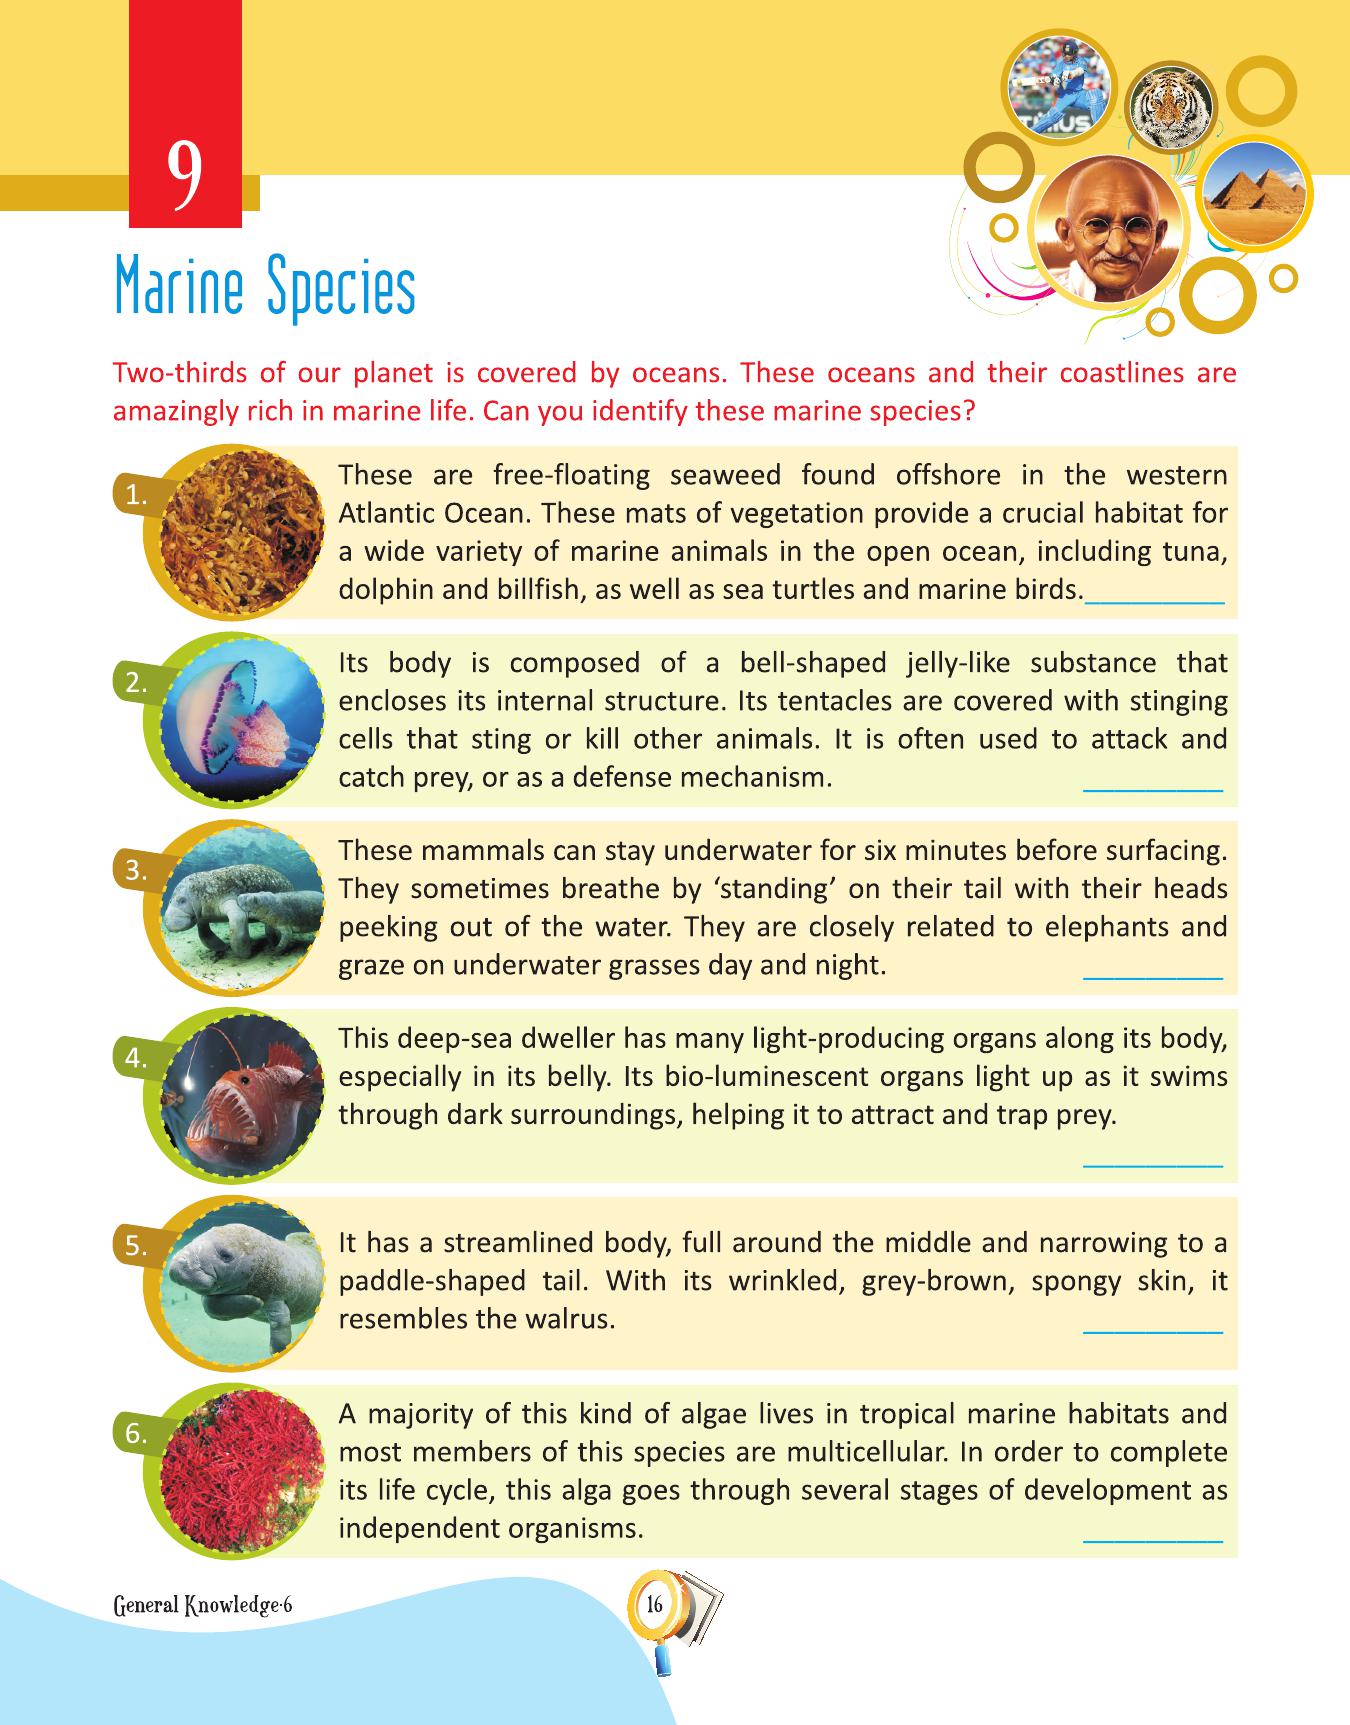 9
Marine Species
Two-thirds of our planet is covered by oceans. These oceans and their coastlines are
amazingly rich in marine life. Can you identify these marine species?
1.
These are free-floating seaweed found offshore in the western
Atlantic Ocean. These mats of vegetation provide a crucial habitat for
a wide variety of marine animals in the open ocean, including tuna,
dolphin and billfish, as well as sea turtles and marine birds.__________
2.
Its body is composed of a bell-shaped jelly-like substance that
encloses its internal structure. Its tentacles are covered with stinging
cells that sting or kill other animals. It is often used to attack and
catch prey, or as a defense mechanism. __________
3.
These mammals can stay underwater for six minutes before surfacing.
They sometimes breathe by ‘standing’ on their tail with their heads
peeking out of the water. They are closely related to elephants and
graze on underwater grasses day and night. __________
4.
This deep-sea dweller has many light-producing organs along its body,
especially in its belly. Its bio-luminescent organs light up as it swims
through dark surroundings, helping it to attract and trap prey.
__________
5.
It has a streamlined body, full around the middle and narrowing to a
paddle-shaped tail. With its wrinkled, grey-brown, spongy skin, it
resembles the walrus. __________
6.
A majority of this kind of algae lives in tropical marine habitats and
most members of this species are multicellular. In order to complete
its life cycle, this alga goes through several stages of development as
independent organisms. __________
General Knowledge-6
16